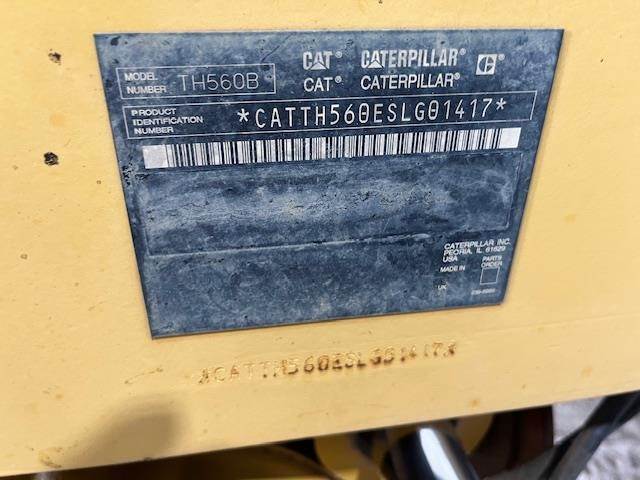 CAT CATERPILLAR C
CAT® CATERPILLAR®
MODEL NUMBER TH560B
PRODUCT IDENTIFICATION NUMBER *CATTH560ESLG01417*
CATERPILLAR INC.
PEORIA, IL 61629
USA
MADE IN
PARTS ORDER
UK
*CATTH560ESLG01417*